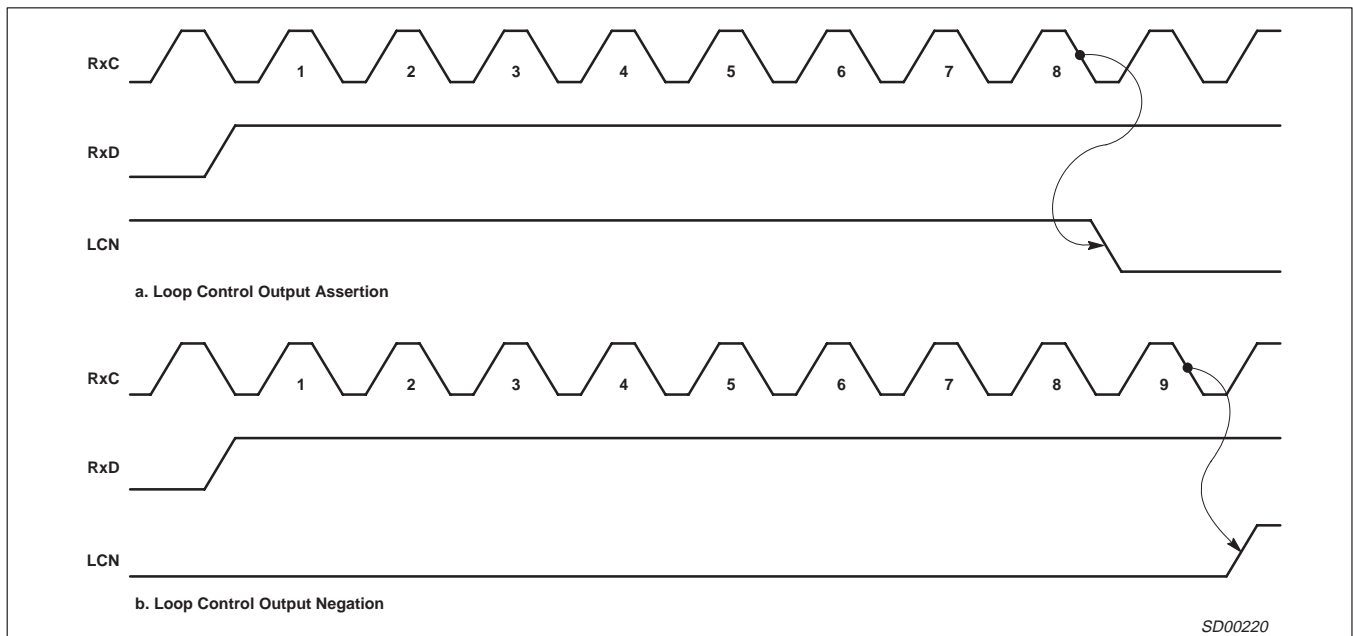 RxC
1 2 3 4 5 6 7 8
RxD
LCN
a. Loop Control Output Assertion
RxC
1 2 3 4 5 6 7 8 9
RxD
LCN
b. Loop Control Output Negation
SD00220